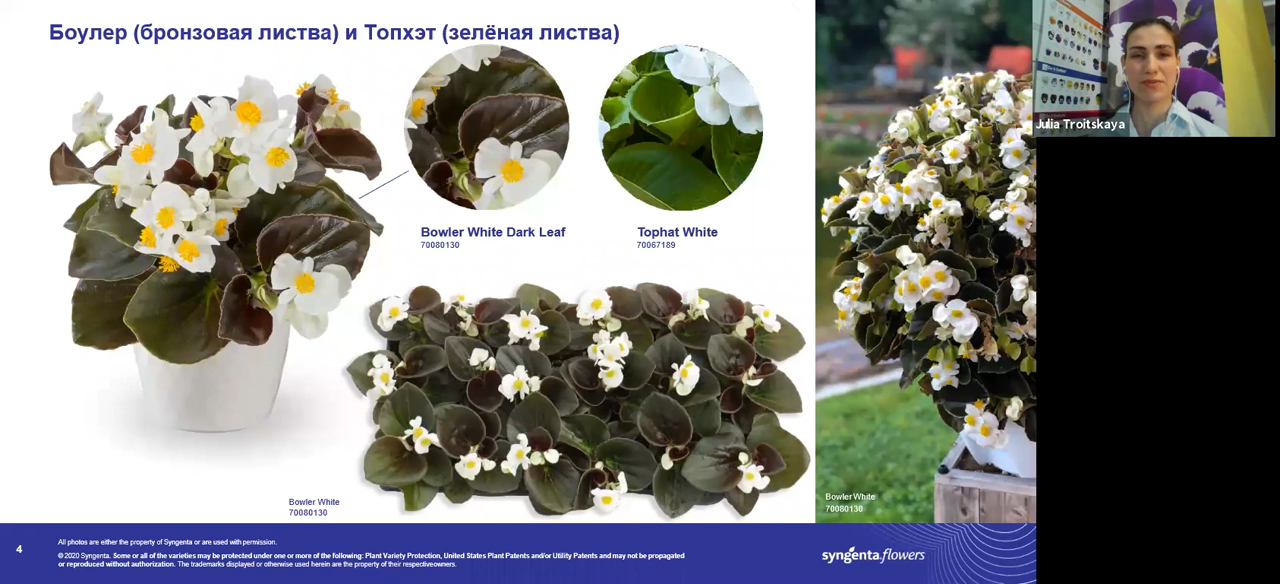 Боулер (бронзовая листва) и Топхэт (зелёная листва)
Julia Troitskaya
Bowler White Dark Leaf
70080130
Tophat White
70067189
Bowler White
70080130
Bowler White
70080130
4
All photos are either the property of Syngenta or are used with permission.
© 2020 Syngenta. Some or all of the varieties may be protected under one or more of the following: Plant Variety Protection, United States Plant Patents and/or Utility Patents and may not be propagated
or reproduced without authorization. The trademarks displayed or otherwise used herein are the property of their respectiveowners.
syngenta.flowers